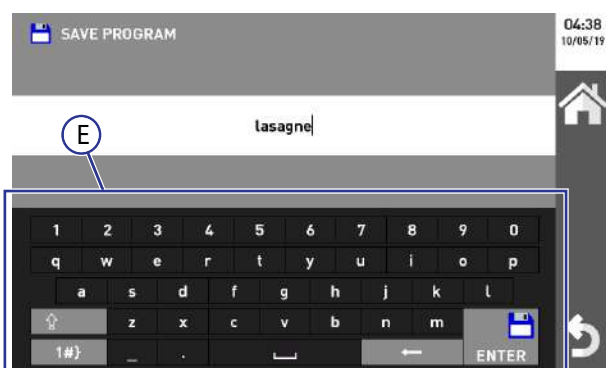 SAVE PROGRAM
04:38
10/05/19
lasagne
E
1 2 3 4 5 6 7 8 9 0
q w e r t y u i o p
a s d f g h j k l
z x c v b n m
1#} _ . ENTER